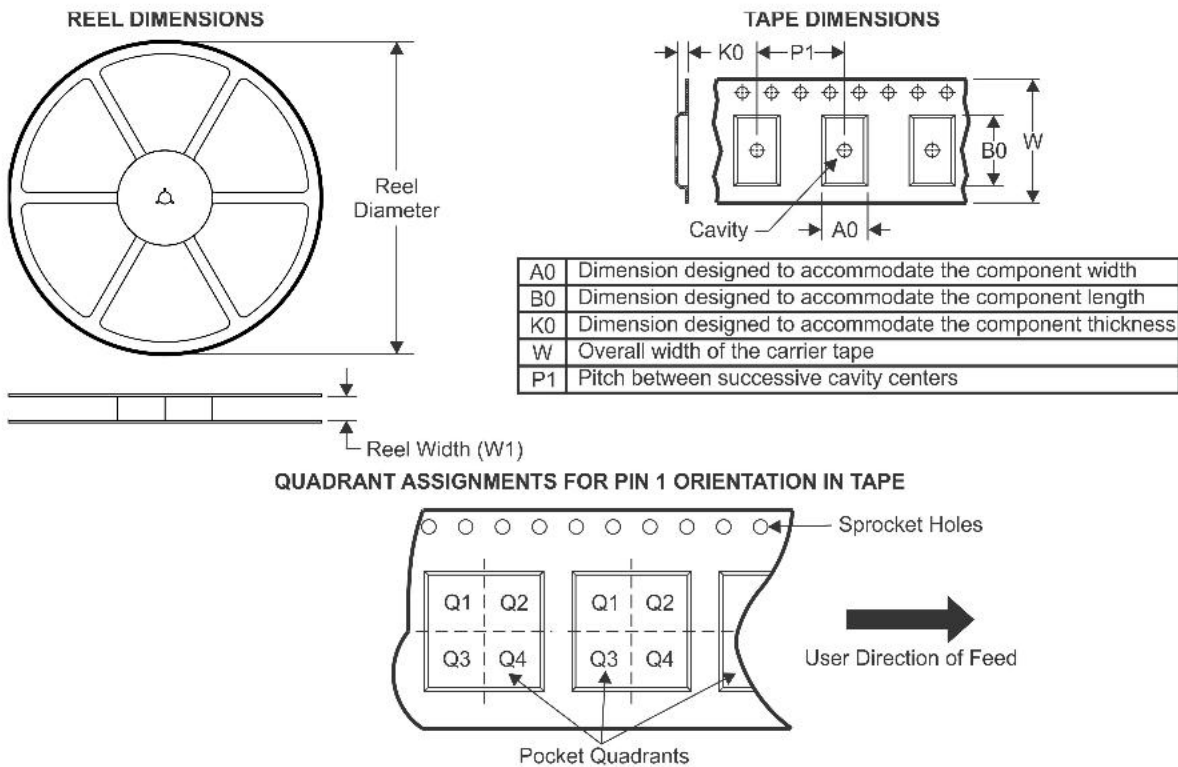 REEL DIMENSIONS
Reel
Diameter
Reel Width (W1)
TAPE DIMENSIONS
K0
P1
B0
W
Cavity
A0
A0 Dimension designed to accommodate the component width
B0 Dimension designed to accommodate the component length
K0 Dimension designed to accommodate the component thickness
W Overall width of the carrier tape
P1 Pitch between successive cavity centers
QUADRANT ASSIGNMENTS FOR PIN 1 ORIENTATION IN TAPE
Sprocket Holes
Q1 Q2 Q1 Q2
Q3 Q4 Q3 Q4
User Direction of Feed
Pocket Quadrants